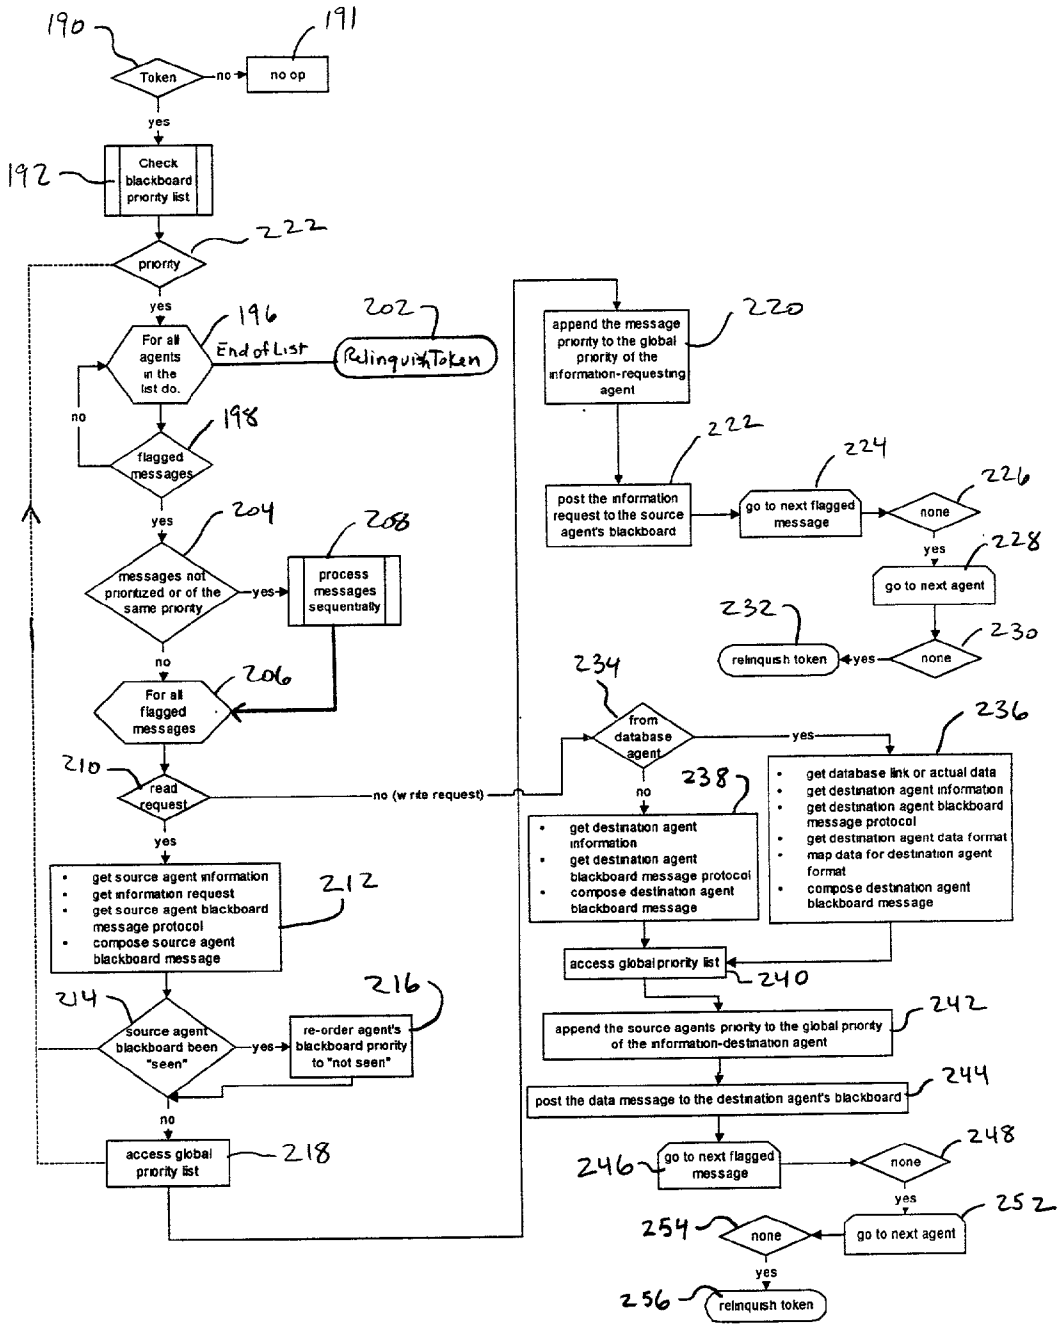 190
191
Token
no
no op
yes
192
Check
blackboard
priority list
222
priority
yes
196
For all
agents
in the
list do.
End of List
202
Relinquish Token
no
198
flagged
messages
yes
204
messages not
prioritized or of the
same priority
yes
208
process
messages
sequentially
no
206
For all
flagged
messages
210
read
request
no (write request)
yes
212
• get source agent information
• get information request
• get source agent blackboard
message protocol
• compose source agent
blackboard message
214
source agent
blackboard been
"seen"
yes
216
re-order agent's
blackboard priority
to "not seen"
no
access global
priority list
218
220
append the message
priority to the global
priority of the
information-requesting
agent
222
post the information
request to the source
agent's blackboard
224
go to next flagged
message
226
none
yes
228
go to next agent
230
none
yes
232
relinquish token
234
from
database
agent
yes
236
• get database link or actual data
• get destination agent information
• get destination agent blackboard
message protocol
• get destination agent data format
• map data for destination agent
format
• compose destination agent
blackboard message
no
238
• get destination agent
information
• get destination agent
blackboard message protocol
• compose destination agent
blackboard message
access global priority list
240
242
append the source agents priority to the global priority
of the information-destination agent
244
post the data message to the destination agent's blackboard
246
go to next flagged
message
248
none
yes
252
go to next agent
254
none
yes
256
relinquish token